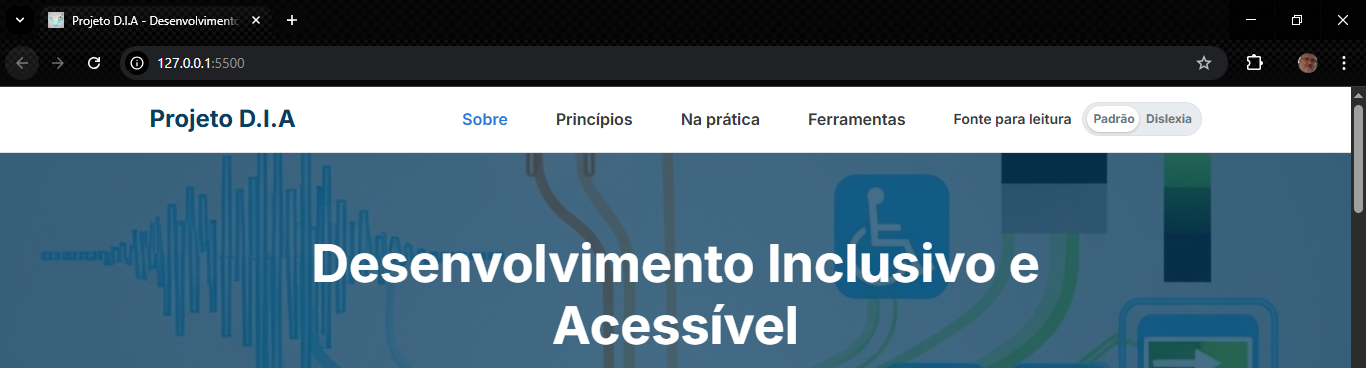 Projeto D.I.A - Desenvolvimento
127.0.0.1:5500
Projeto D.I.A
Sobre
Princípios
Na prática
Ferramentas
Fonte para leitura
Padrão
Dislexia
Desenvolvimento Inclusivo e
Acessível